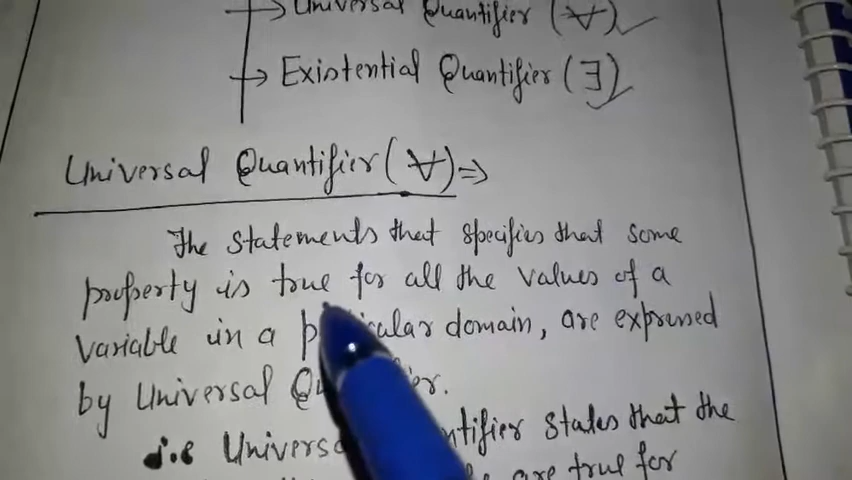 Universal Quantifier (∀)
Existential Quantifier (∃)
Universal Quantifier (∀) ⇒
The statements that specifies that some
property is true for all the values of a
variable in a domain, are expressed
by Universal
i.e states that the
are true for